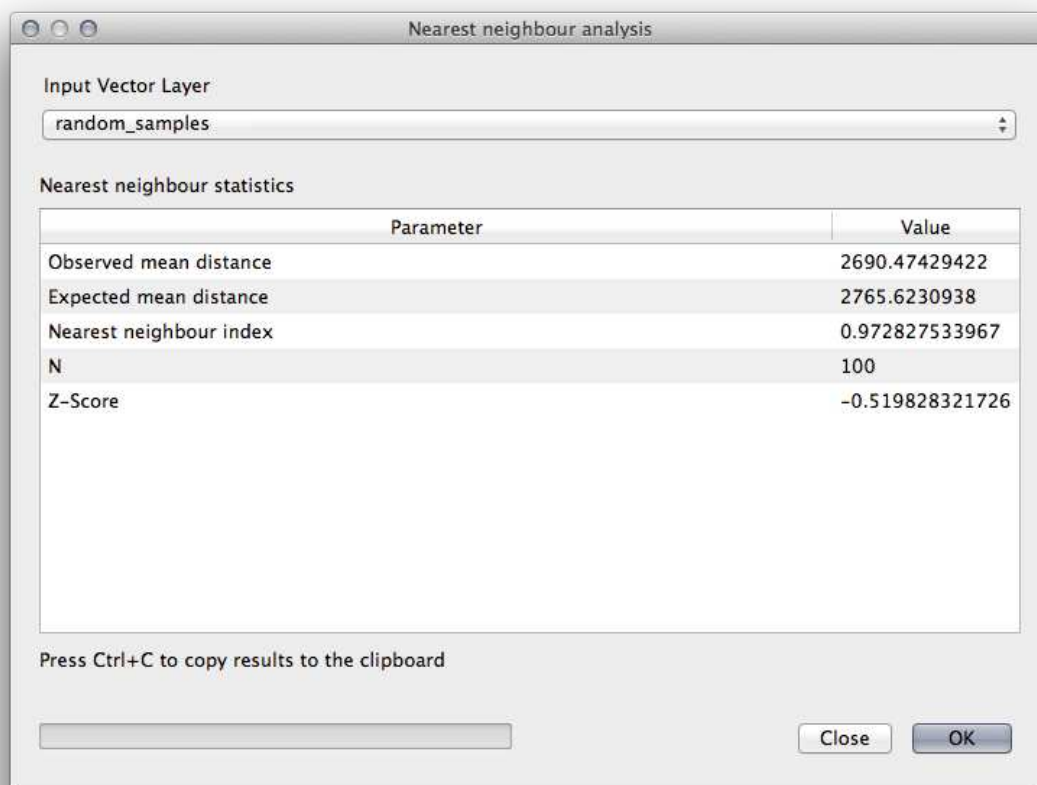 Nearest neighbour analysis
Input Vector Layer
random_samples
Nearest neighbour statistics
Parameter Value
Observed mean distance 2690.47429422
Expected mean distance 2765.6230938
Nearest neighbour index 0.972827533967
N 100
Z-Score -0.519828321726
Press Ctrl+C to copy results to the clipboard
Close OK